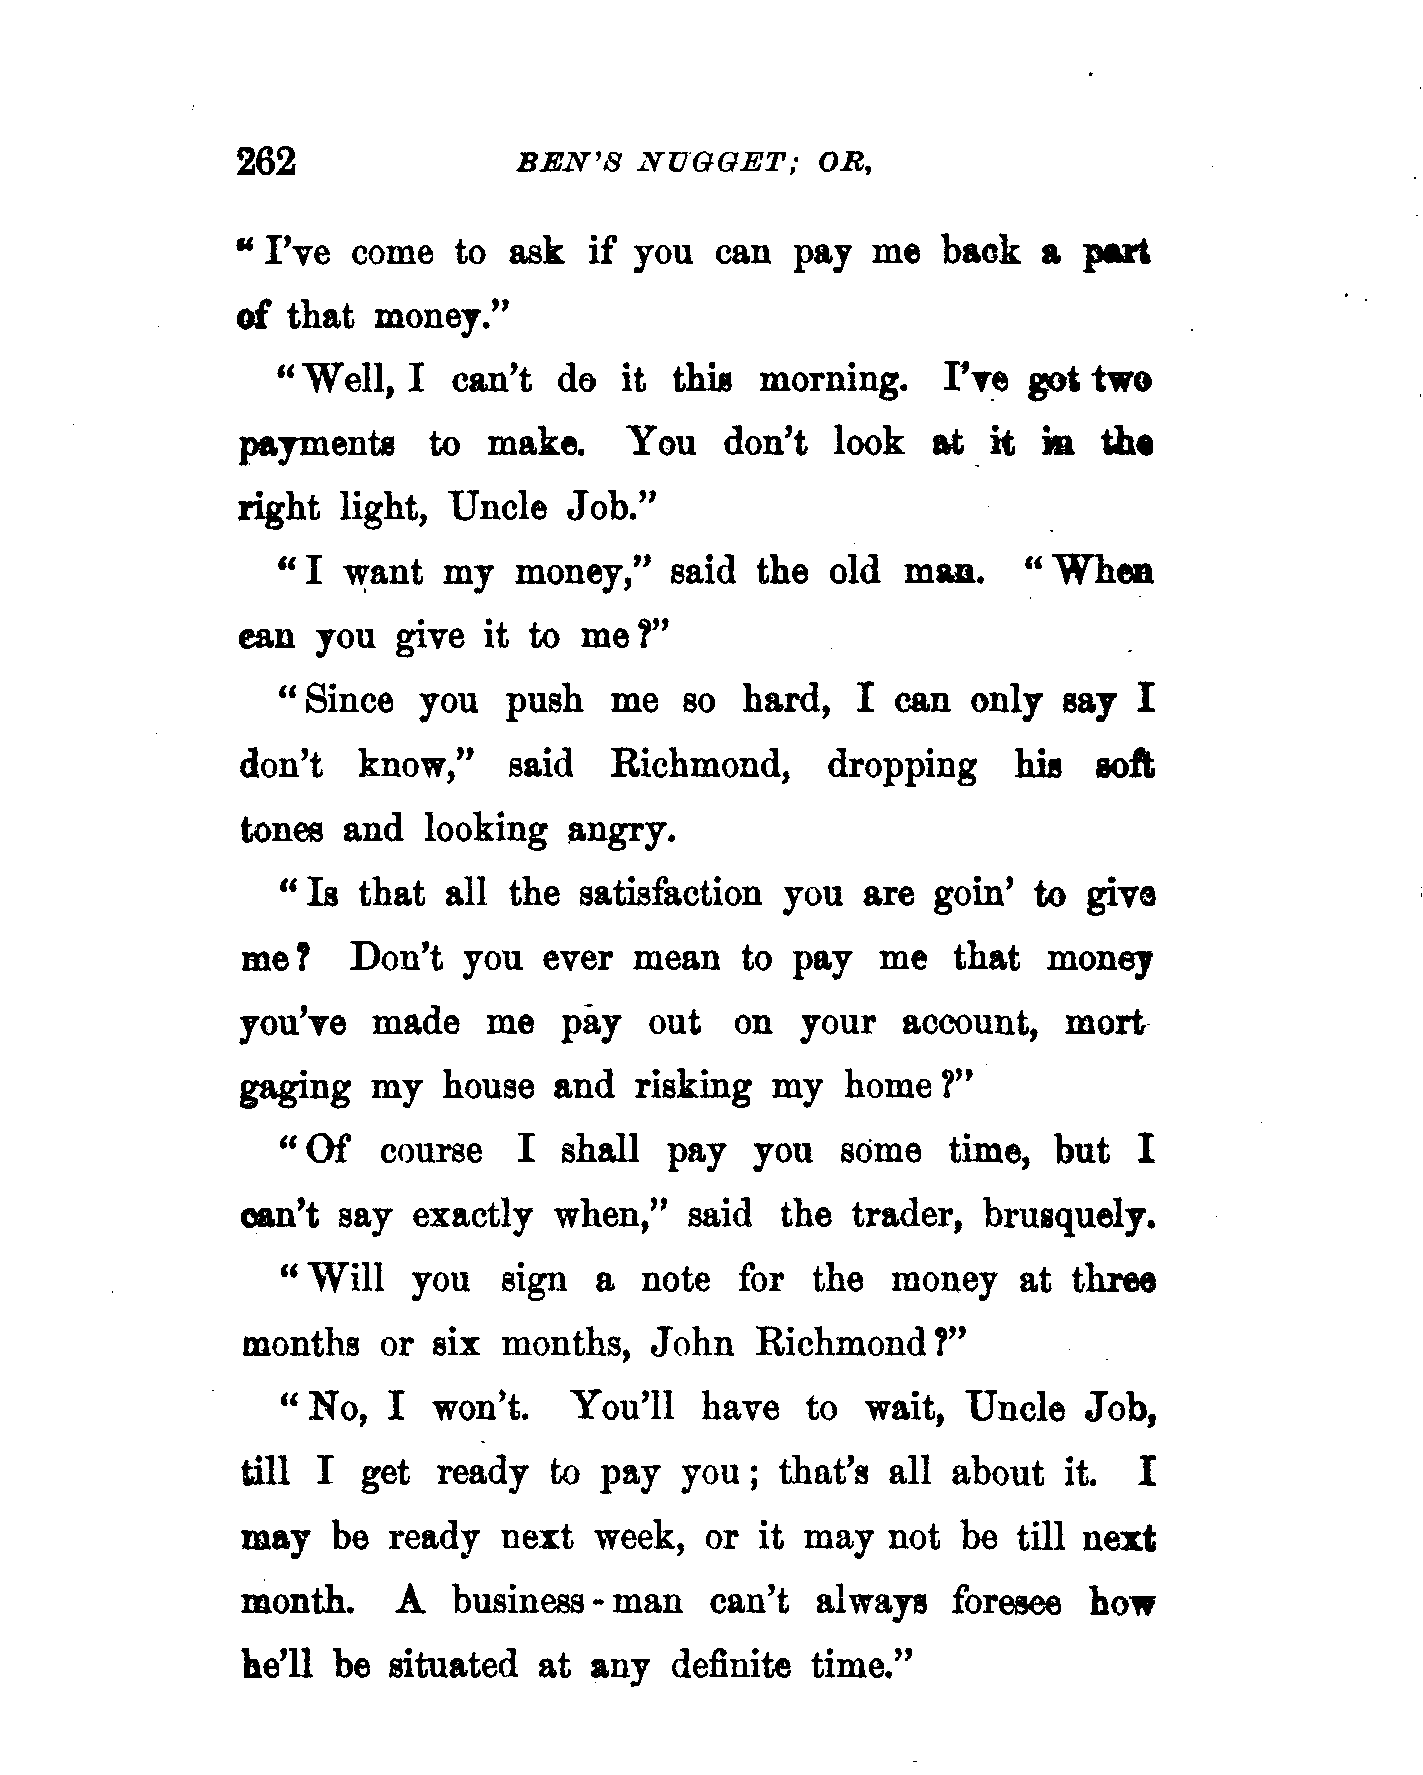 262 BEN'S NUGGET; OR,
"I've come to ask if you can pay me back a part
of that money."
"Well, I can't do it this morning. I've got two
payments to make. You don't look at it in the
right light, Uncle Job."
"I want my money," said the old man. "When
can you give it to me?"
"Since you push me so hard, I can only say I
don't know," said Richmond, dropping his soft
tones and looking angry.
"Is that all the satisfaction you are goin' to give
me? Don't you ever mean to pay me that money
you've made me pay out on your account, mort-
gaging my house and risking my home?"
"Of course I shall pay you some time, but I
can't say exactly when," said the trader, brusquely.
"Will you sign a note for the money at three
months or six months, John Richmond?"
"No, I won't. You'll have to wait, Uncle Job,
till I get ready to pay you; that's all about it. I
may be ready next week, or it may not be till next
month. A business-man can't always foresee how
he'll be situated at any definite time."